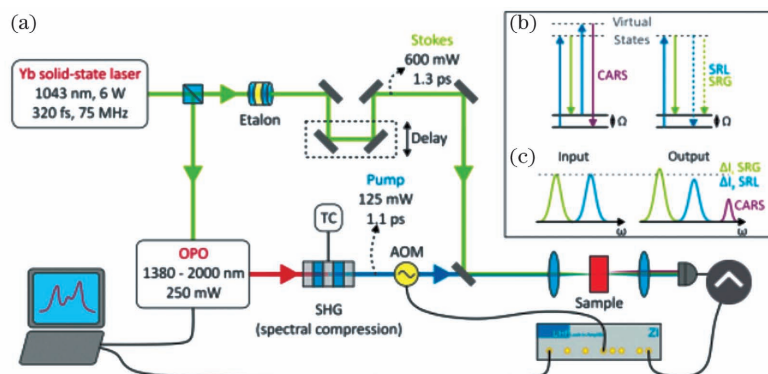 (a)
Yb solid-state laser
1043 nm, 6 W
320 fs, 75 MHz
Etalon
Stokes
600 mW
1.3 ps
Delay
OPO
1380 - 2000 nm
250 mW
TC
SHG
(spectral compression)
Pump
125 mW
1.1 ps
AOM
Sample
ZI
(b)
Virtual
States
CARS
SRL
SRG
Ω
Ω
(c)
Input
Output
ΔI, SRG
ΔI, SRL
CARS
ω
ω